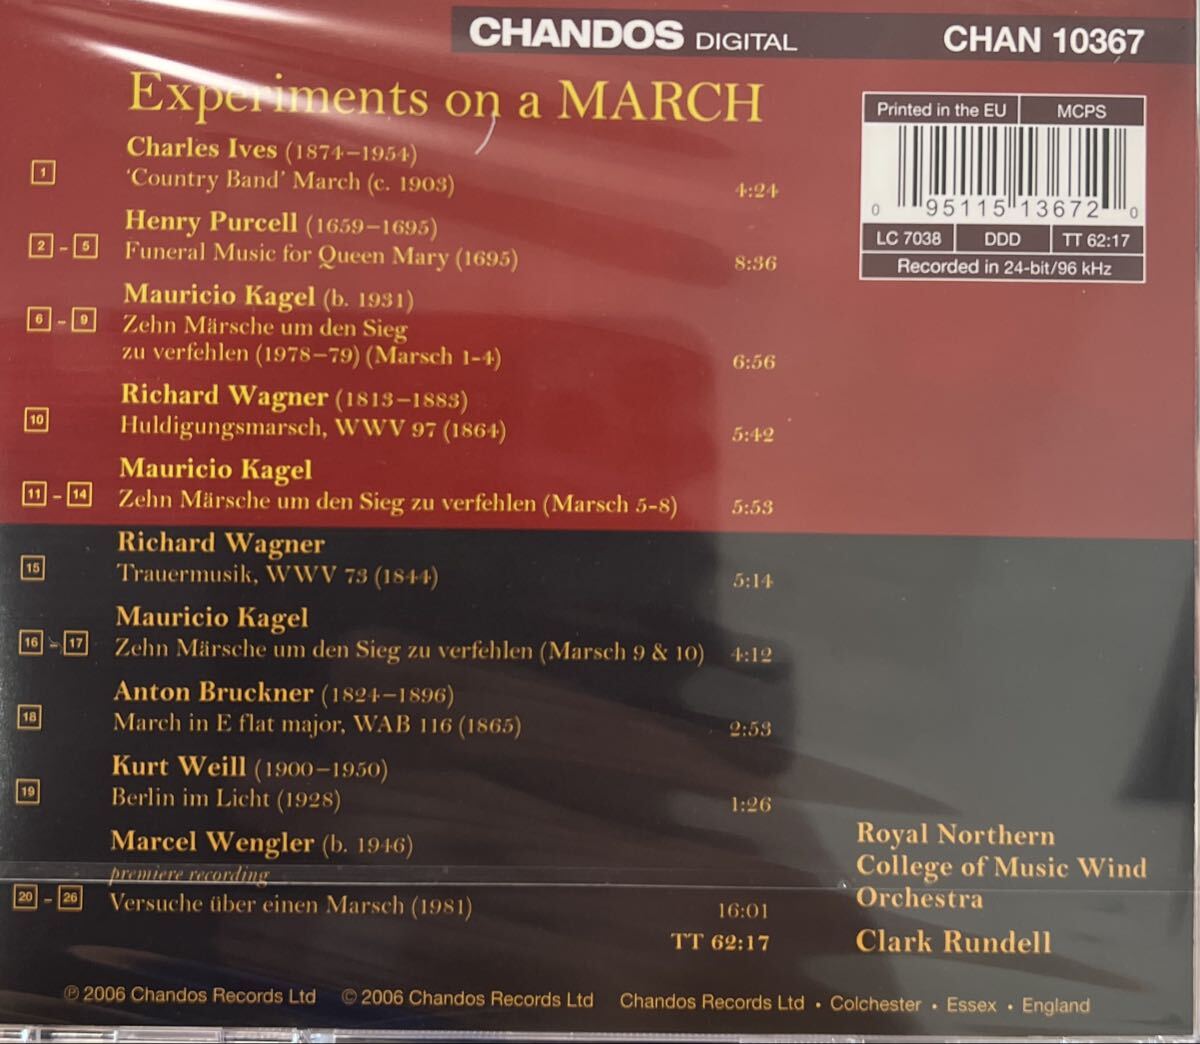 CHANDOS DIGITAL CHAN 10367
Experiments on a MARCH
Printed in the EU MCPS
0 95115 13672 0
LC 7038 DDD TT 62:17
Recorded in 24-bit/96 kHz
Charles Ives (1874–1954)
1 'Country Band' March (c. 1903) 4:24
Henry Purcell (1659–1695)
2 - 5 Funeral Music for Queen Mary (1695) 8:36
Mauricio Kagel (b. 1931)
6 - 9 Zehn Märsche um den Sieg
zu verfehlen (1978–79) (Marsch 1-4) 6:56
Richard Wagner (1813–1883)
10 Huldigungsmarsch, WWV 97 (1864) 5:42
Mauricio Kagel
11 - 14 Zehn Märsche um den Sieg zu verfehlen (Marsch 5-8) 5:53
Richard Wagner
15 Trauermusik, WWV 73 (1844) 5:14
Mauricio Kagel
16 - 17 Zehn Märsche um den Sieg zu verfehlen (Marsch 9 & 10) 4:12
Anton Bruckner (1824–1896)
18 March in E flat major, WAB 116 (1865) 2:53
Kurt Weill (1900–1950)
19 Berlin im Licht (1928) 1:26
Marcel Wengler (b. 1946)
premiere recording
20 - 26 Versuche über einen Marsch (1981) 16:01
TT 62:17
Royal Northern
College of Music Wind
Orchestra
Clark Rundell
℗ 2006 Chandos Records Ltd © 2006 Chandos Records Ltd Chandos Records Ltd • Colchester • Essex • England